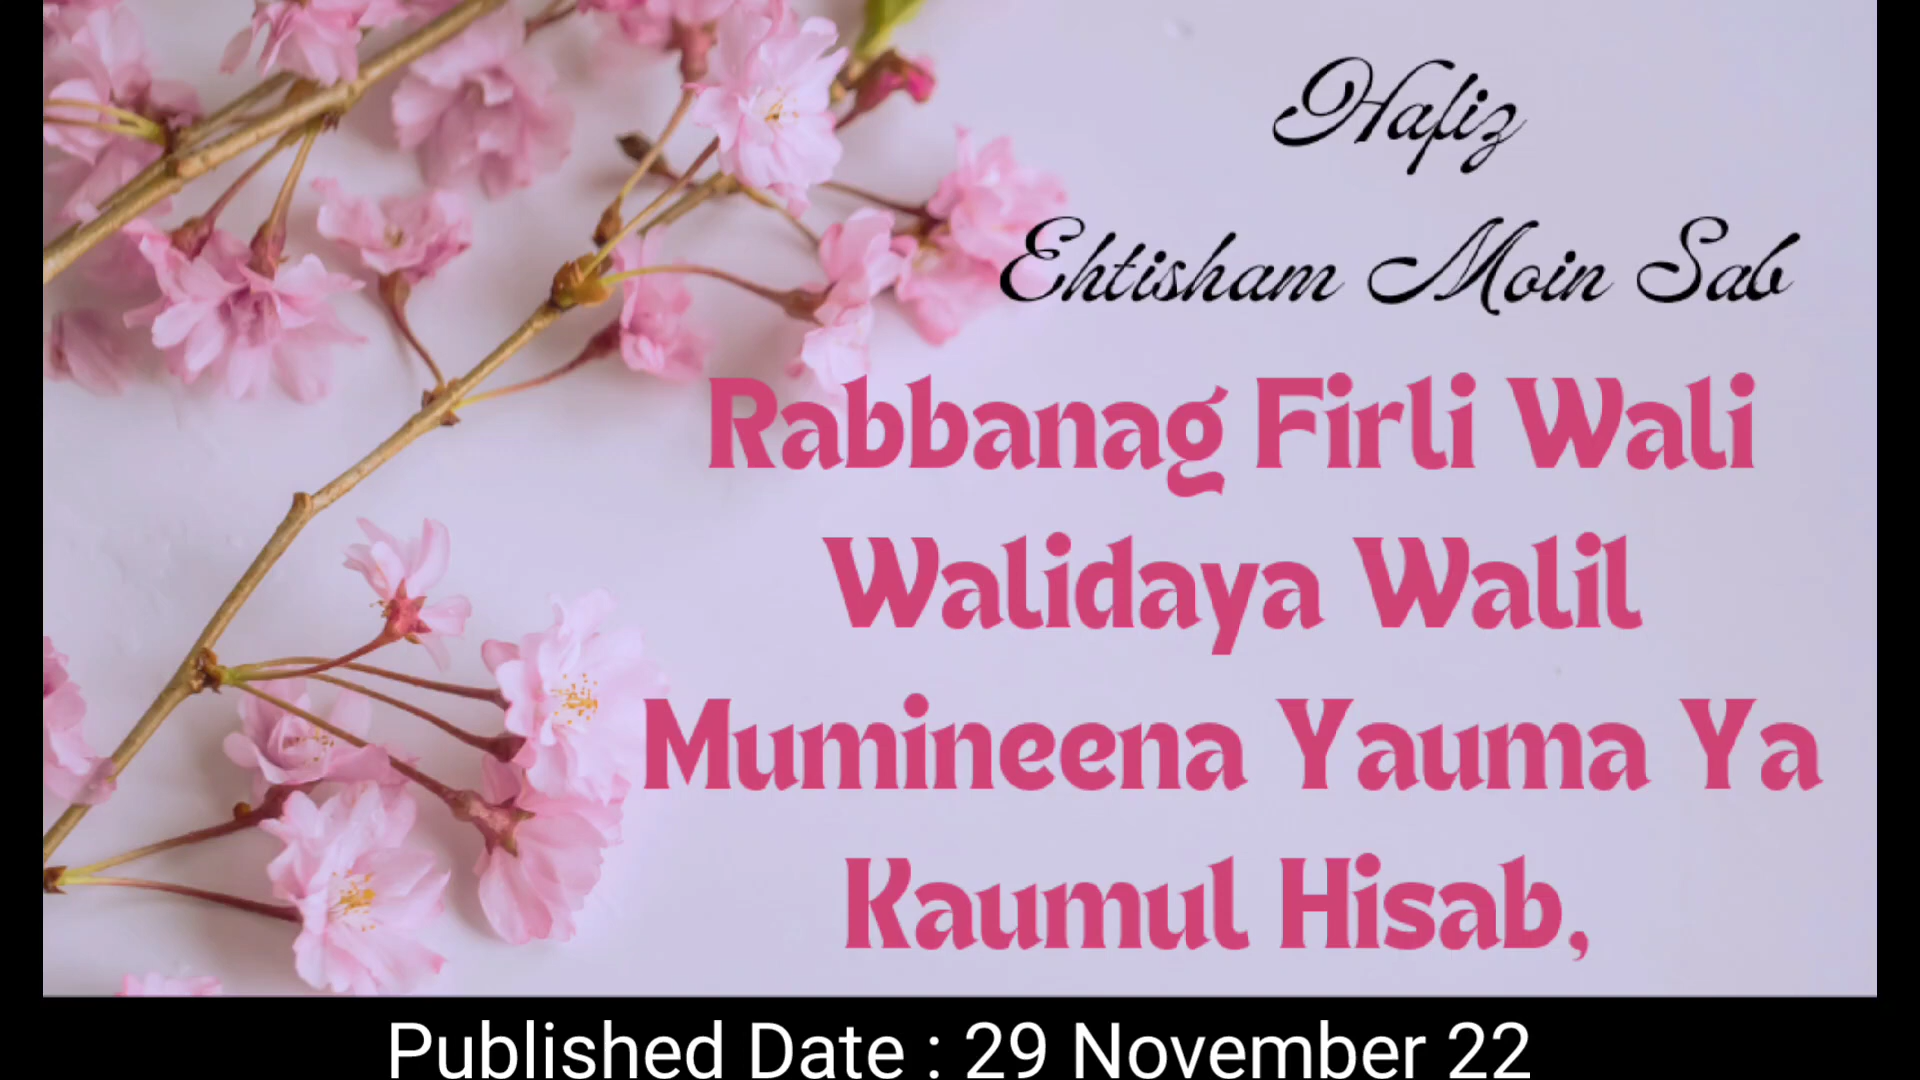 Hafiz
Ehtisham Moin Sab
Rabbanag Firli Wali
Walidaya Walil
Mumineena Yauma Ya
Kaumul Hisab,
Published Date : 29 November 22